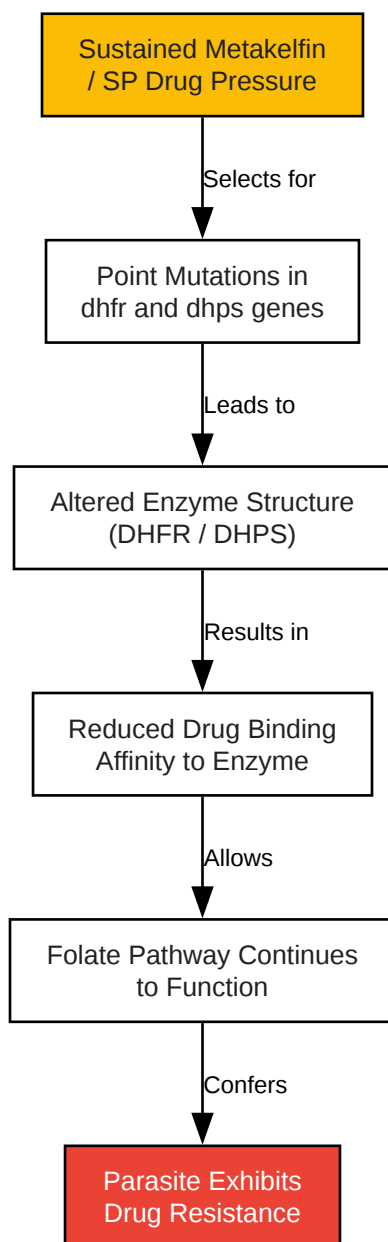 Sustained Metakelfin
/ SP Drug Pressure
Selects for
Point Mutations in
dhfr and dhps genes
Leads to
Altered Enzyme Structure
(DHFR / DHPS)
Results in
Reduced Drug Binding
Affinity to Enzyme
Allows
Folate Pathway Continues
to Function
Confers
Parasite Exhibits
Drug Resistance